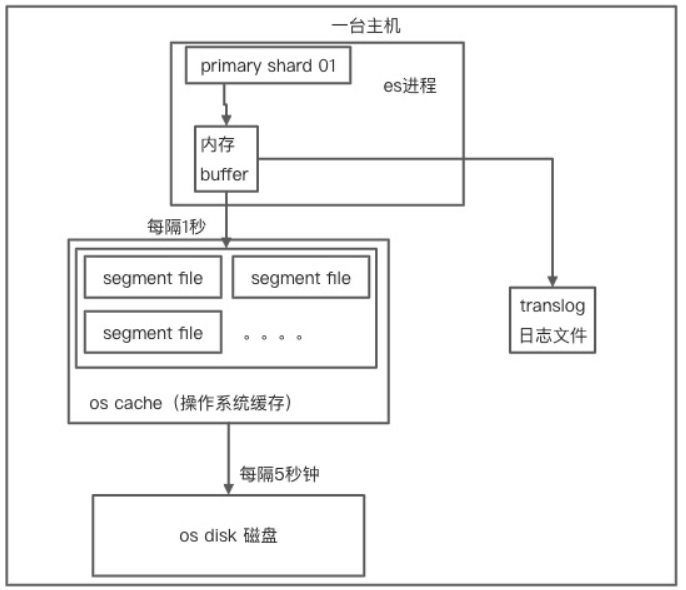 一台主机
primary shard 01
es进程
内存
buffer
每隔1秒
segment file
segment file
segment file
。。。。
translog
日志文件
os cache（操作系统缓存）
每隔5秒钟
os disk 磁盘